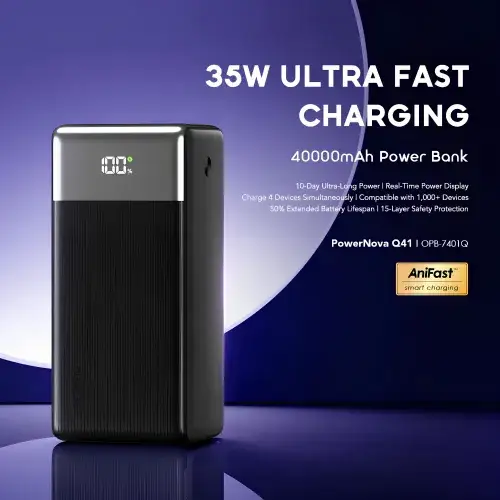 35W ULTRA FAST
CHARGING
40000mAh Power Bank
10-Day Ultra-Long Power | Real-Time Power Display
Charge 4 Devices Simultaneously | Compatible with 1,000+ Devices
50% Extended Battery Lifespan | 15-Layer Safety Protection
PowerNova Q41 | OPB-7401Q
AniFast™
smart charging
100%